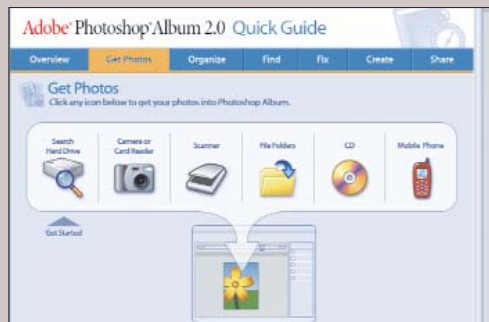 Adobe® Photoshop® Album 2.0 Quick Guide
Overview Get Photos Organize Find Fix Create Share
Get Photos
Click any icon below to get your photos into Photoshop Album.
Search
Hard Drive
Camera or
Card Reader
Scanner
File Folders
CD
Mobile Phone
Get Started